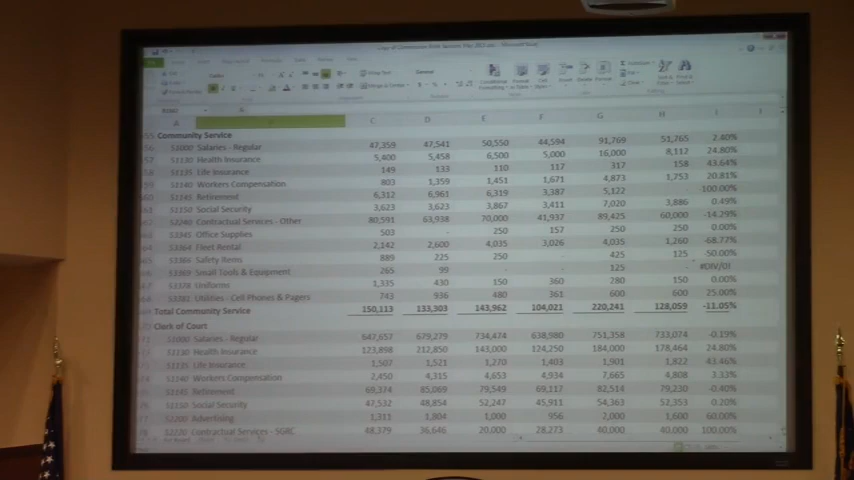 General
C D E F G H I
Community Service
51000 Salaries - Regular 47,359 47,541 50,550 44,594 91,769 51,765 2.40%
51130 Health Insurance 5,400 5,458 6,500 5,000 16,000 8,112 24.80%
51135 Life Insurance 149 133 110 117 317 158 43.64%
51140 Workers Compensation 803 1,359 1,451 1,671 4,873 1,753 20.81%
51145 Retirement 6,312 6,961 6,319 3,387 5,122 - -100.00%
51150 Social Security 3,623 3,623 3,867 3,411 7,020 3,886 0.49%
52240 Contractual Services - Other 80,591 63,938 70,000 41,937 89,425 60,000 -14.29%
53345 Office Supplies 503 - 250 157 250 250 0.00%
53364 Fleet Rental 2,142 2,600 4,035 3,026 4,035 1,260 -68.77%
Safety Items 889 225 250 - 425 125 -50.00%
53369 Small Tools & Equipment 265 99 - - 125 - #DIV/0!
53378 Uniforms 1,335 430 150 360 280 150 0.00%
53381 Utilities - Cell Phones & Pagers 743 936 480 361 600 600 25.00%
Total Community Service 150,113 133,303 143,962 104,021 220,241 128,059 -11.05%
Clerk of Court
51000 Salaries - Regular 647,657 679,279 734,474 638,980 751,358 733,074 -0.19%
51130 Health Insurance 123,898 212,850 143,000 124,250 184,000 178,464 24.80%
51135 Life Insurance 1,507 1,521 1,270 1,403 1,901 1,822 43.46%
51140 Workers Compensation 2,450 4,315 4,653 4,934 7,665 4,808 3.33%
51145 Retirement 69,374 85,069 79,549 69,117 82,514 79,230 -0.40%
51150 Social Security 47,532 48,854 52,247 45,911 54,363 52,353 0.20%
52200 Advertising 1,311 1,804 1,000 956 2,000 1,600 60.00%
52220 Contractual Services - SGRC 48,379 36,646 20,000 28,273 40,000 40,000 100.00%